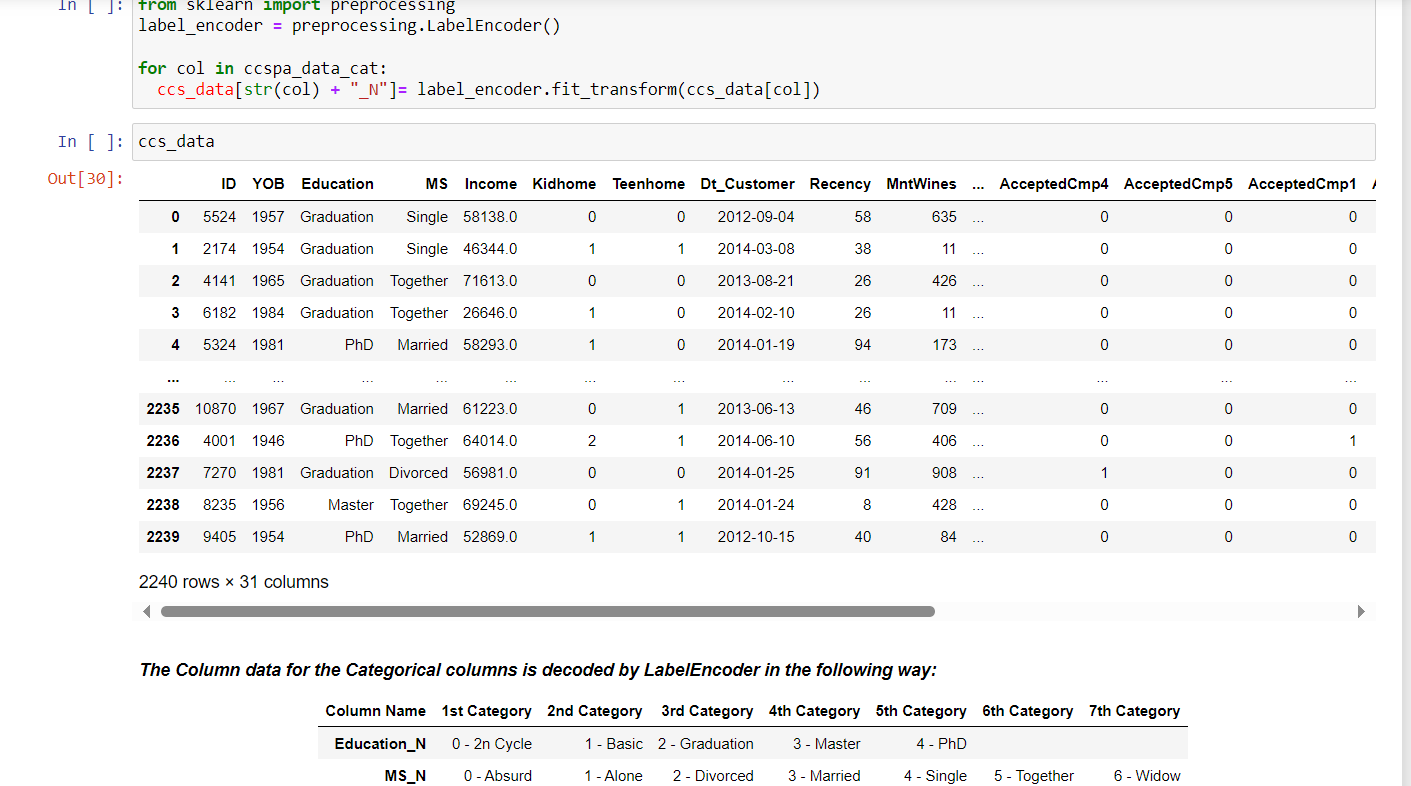 In [ ]: from sklearn import preprocessing
label_encoder = preprocessing.LabelEncoder()
for col in ccspa_data_cat:
ccs_data[str(col) + "_N"]= label_encoder.fit_transform(ccs_data[col])
In [ ]: ccs_data
Out[30]:
ID YOB Education MS Income Kidhome Teenhome Dt_Customer Recency MntWines ... AcceptedCmp4 AcceptedCmp5 AcceptedCmp1
0 5524 1957 Graduation Single 58138.0 0 0 2012-09-04 58 635 ... 0 0 0
1 2174 1954 Graduation Single 46344.0 1 1 2014-03-08 38 11 ... 0 0 0
2 4141 1965 Graduation Together 71613.0 0 0 2013-08-21 26 426 ... 0 0 0
3 6182 1984 Graduation Together 26646.0 1 0 2014-02-10 26 11 ... 0 0 0
4 5324 1981 PhD Married 58293.0 1 0 2014-01-19 94 173 ... 0 0 0
... ... ... ... ... ... ... ... ... ... ... ... ... ... ...
2235 10870 1967 Graduation Married 61223.0 0 1 2013-06-13 46 709 ... 0 0 0
2236 4001 1946 PhD Together 64014.0 2 1 2014-06-10 56 406 ... 0 0 1
2237 7270 1981 Graduation Divorced 56981.0 0 0 2014-01-25 91 908 ... 1 0 0
2238 8235 1956 Master Together 69245.0 0 1 2014-01-24 8 428 ... 0 0 0
2239 9405 1954 PhD Married 52869.0 1 1 2012-10-15 40 84 ... 0 0 0
2240 rows × 31 columns
The Column data for the Categorical columns is decoded by LabelEncoder in the following way:
Column Name 1st Category 2nd Category 3rd Category 4th Category 5th Category 6th Category 7th Category
Education_N 0 - 2n Cycle 1 - Basic 2 - Graduation 3 - Master 4 - PhD
MS_N 0 - Absurd 1 - Alone 2 - Divorced 3 - Married 4 - Single 5 - Together 6 - Widow